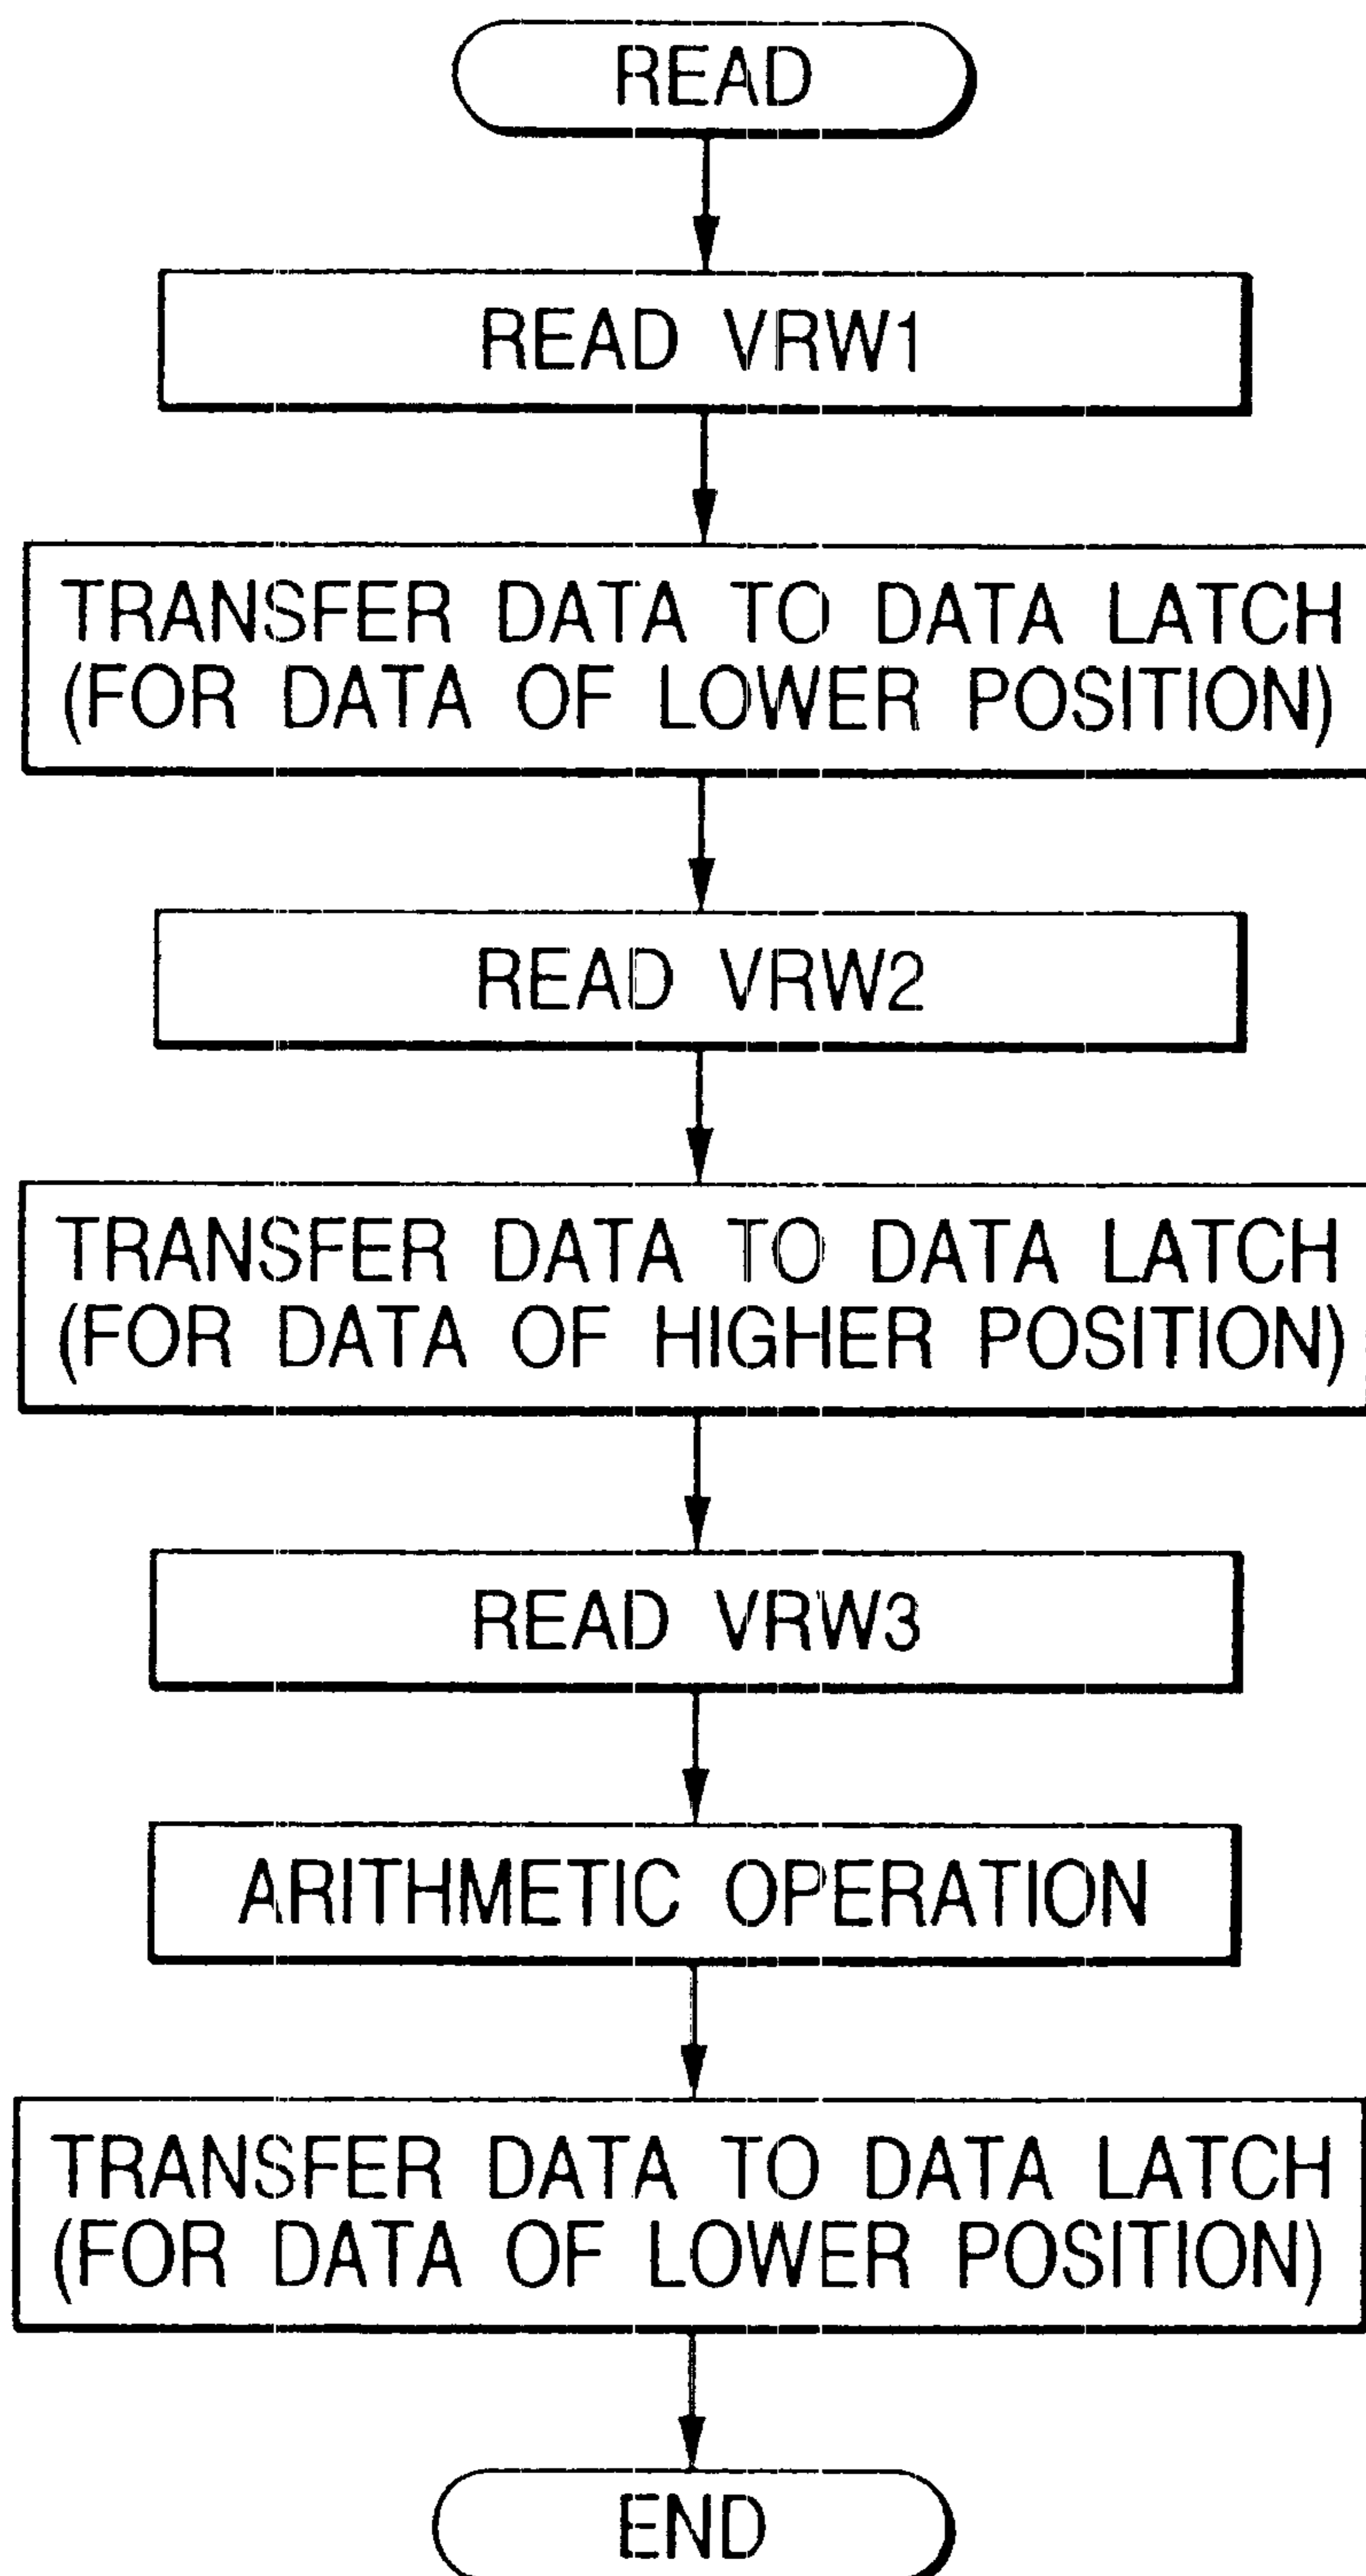 READ
READ VRW1
TRANSFER DATA TO DATA LATCH
(FOR DATA OF LOWER POSITION)
READ VRW2
TRANSFER DATA TO DATA LATCH
(FOR DATA OF HIGHER POSITION)
READ VRW3
ARITHMETIC OPERATION
TRANSFER DATA TO DATA LATCH
(FOR DATA OF LOWER POSITION)
END